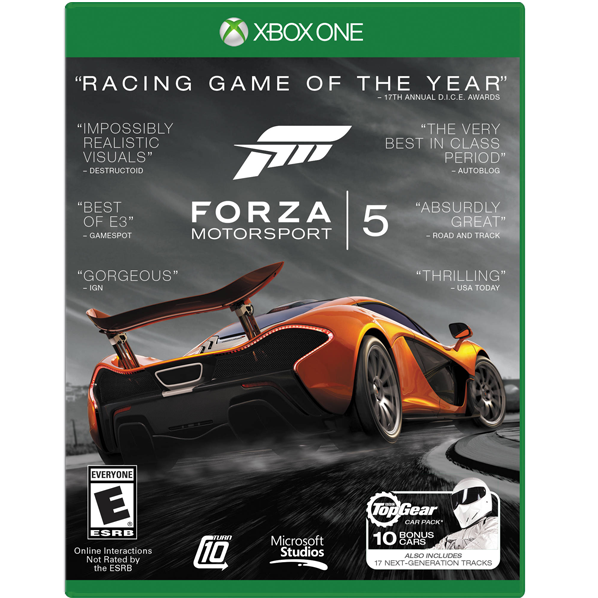 XBOX ONE
“RACING GAME OF THE YEAR”
– 17TH ANNUAL D.I.C.E. AWARDS
“IMPOSSIBLY
REALISTIC
VISUALS”
– DESTRUCTOID
“THE VERY
BEST IN CLASS
PERIOD”
– AUTOBLOG
“BEST
OF E3”
– GAMESPOT
FORZA
MOTORSPORT
5
“ABSURDLY
GREAT”
– ROAD AND TRACK
“GORGEOUS”
– IGN
“THRILLING”
– USA TODAY
EVERYONE
E
ESRB
Online Interactions
Not Rated by
the ESRB
TURN
10
Microsoft
Studios
TopGear
CAR PACK*
10 BONUS
CARS
ALSO INCLUDES
17 NEXT-GENERATION TRACKS